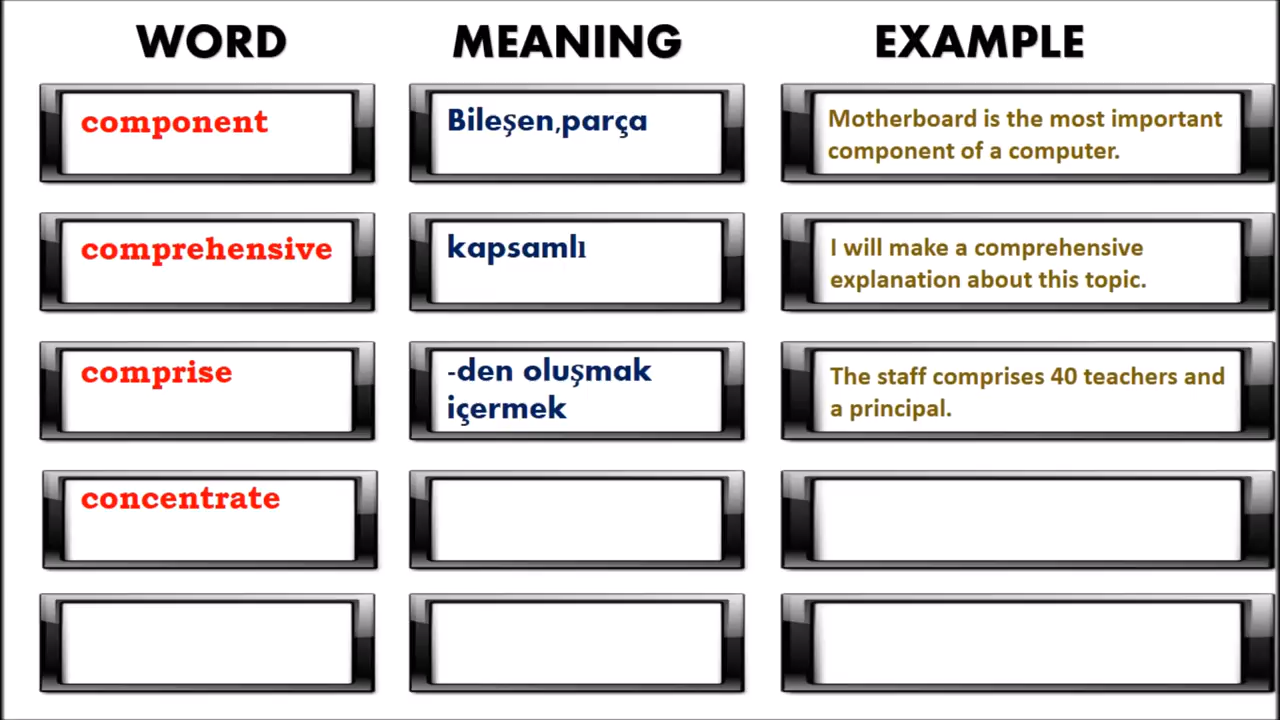 WORD MEANING EXAMPLE
component
Bileşen,parça
Motherboard is the most important
component of a computer.
comprehensive
kapsamlı
I will make a comprehensive
explanation about this topic.
comprise
-den oluşmak
içermek
The staff comprises 40 teachers and
a principal.
concentrate